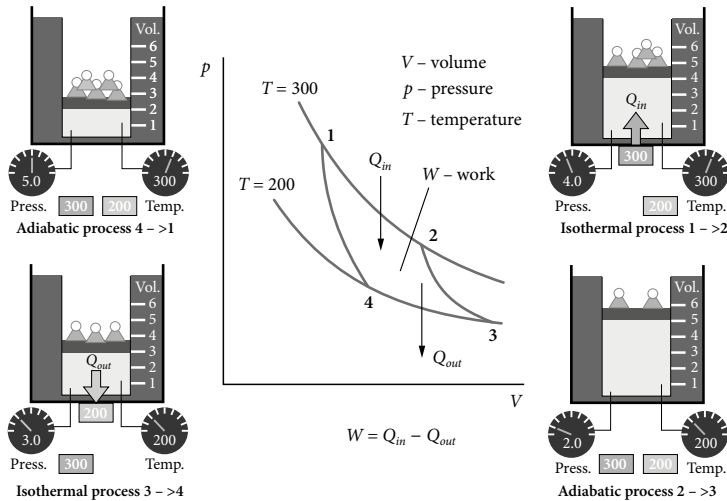 Vol.
6
5
4
3
2
1
5.0
300
Press.
300
200
Temp.
Adiabatic process 4 – >1
p
T = 300
T = 200
1
2
3
4
Q_in
W – work
Q_out
V
V – volume
p – pressure
T – temperature
W = Q_in − Q_out
Vol.
6
5
4
3
2
1
Q_in
300
4.0
300
Press.
200
Temp.
Isothermal process 1 – >2
Vol.
6
5
4
3
2
1
Q_out
200
3.0
200
Press.
300
Temp.
Isothermal process 3 – >4
Vol.
6
5
4
3
2
1
2.0
200
Press.
300
200
Temp.
Adiabatic process 2 – >3